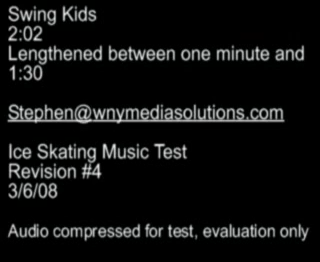 Swing Kids
2:02
Lengthened between one minute and
1:30
Stephen@wnymediasolutions.com
Ice Skating Music Test
Revision #4
3/6/08
Audio compressed for test, evaluation only